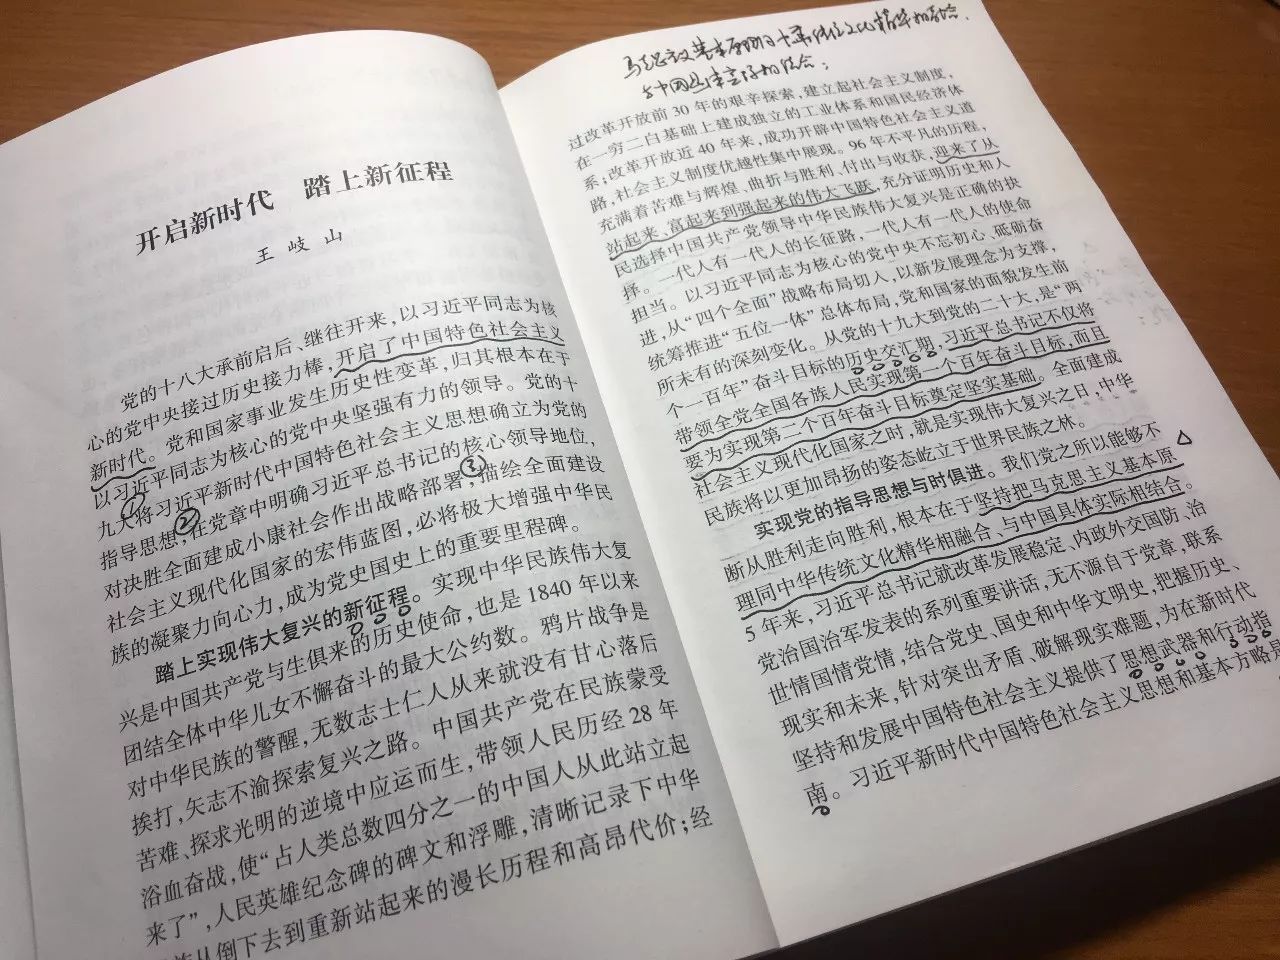 开启新时代 踏上新征程
王岐山
党的十八大承前启后、继往开来，以习近平同志为核
心的党中央接过历史接力棒，开启了中国特色社会主义
新时代。党和国家事业发生历史性变革，归其根本在于
以习近平同志为核心的党中央坚强有力的领导。党的十
九大将习近平新时代中国特色社会主义思想确立为党的
指导思想，在党章中明确习近平总书记的核心领导地位，
对决胜全面建成小康社会作出战略部署，描绘全面建设
社会主义现代化国家的宏伟蓝图，必将极大增强中华民
族的凝聚力向心力，成为党史国史上的重要里程碑。
踏上实现伟大复兴的新征程。实现中华民族伟大复
兴是中国共产党与生俱来的历史使命，也是1840年以来
团结全体中华儿女不懈奋斗的最大公约数。鸦片战争是
对中华民族的警醒，无数志士仁人从来就没有甘心落后
挨打，矢志不渝探索复兴之路。中国共产党在民族蒙受
苦难、探求光明的逆境中应运而生，带领人民历经28年
浴血奋战，使“占人类总数四分之一的中国人从此站立起
来了”，人民英雄纪念碑的碑文和浮雕，清晰记录下中华
从倒下去到重新站起来的漫长历程和高昂代价；经
①
②
③
马克思主义基本原理同中华传统文化精华相融合、
与中国具体实际相结合；
过改革开放前30年的艰辛探索，建立起社会主义制度，
在一穷二白基础上建成独立的工业体系和国民经济体
系；改革开放近40年来，成功开辟中国特色社会主义道
路，社会主义制度优越性集中展现。96年不平凡的历程，
充满着苦难与辉煌、曲折与胜利、付出与收获，迎来了从
站起来、富起来到强起来的伟大飞跃，充分证明历史和人
民选择中国共产党领导中华民族伟大复兴是正确的抉
择。一代人有一代人的长征路，一代人有一代人的使命
担当。以习近平同志为核心的党中央不忘初心、砥砺奋
进，从“四个全面”战略布局切入，以新发展理念为支撑，
统筹推进“五位一体”总体布局，党和国家的面貌发生前
所未有的深刻变化。从党的十九大到党的二十大，是“两
个一百年”奋斗目标的历史交汇期，习近平总书记不仅将
带领全党全国各族人民实现第一个百年奋斗目标，而且
要为实现第二个百年奋斗目标奠定坚实基础。全面建成
社会主义现代化国家之时，就是实现伟大复兴之日，中华
民族将以更加昂扬的姿态屹立于世界民族之林。
实现党的指导思想与时俱进。我们党之所以能够不
断从胜利走向胜利，根本在于坚持把马克思主义基本原
理同中华传统文化精华相融合、与中国具体实际相结合。
5年来，习近平总书记就改革发展稳定、内政外交国防、治
党治国治军发表的系列重要讲话，无不源自于党章，联系
世情国情党情，结合党史、国史和中华文明史，把握历史、
现实和未来，针对突出矛盾、破解现实难题，为在新时代
坚持和发展中国特色社会主义提供了思想武器和行动指
南。习近平新时代中国特色社会主义思想和基本方略是